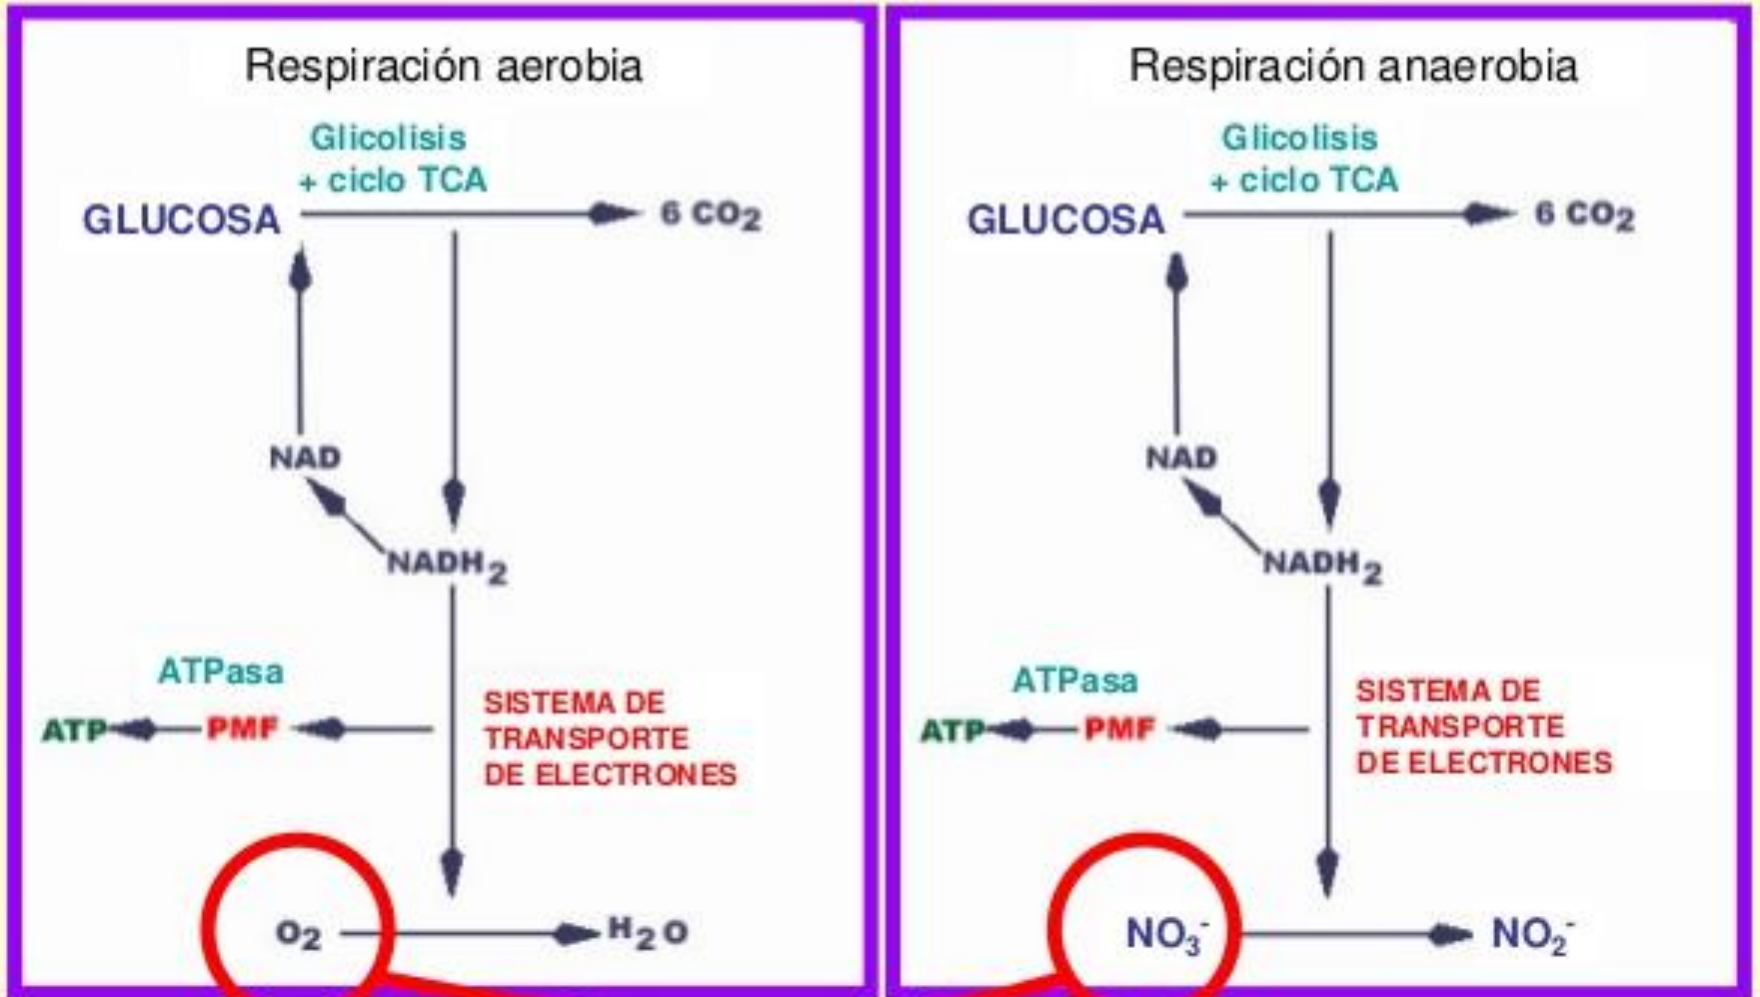 Respiración aerobia
Glicolisis
+ ciclo TCA
GLUCOSA
6 CO₂
NAD
NADH₂
ATPasa
ATP
PMF
SISTEMA DE
TRANSPORTE
DE ELECTRONES
O₂
H₂O
Respiración anaerobia
Glicolisis
+ ciclo TCA
GLUCOSA
6 CO₂
NAD
NADH₂
ATPasa
ATP
PMF
SISTEMA DE
TRANSPORTE
DE ELECTRONES
NO₃⁻
NO₂⁻